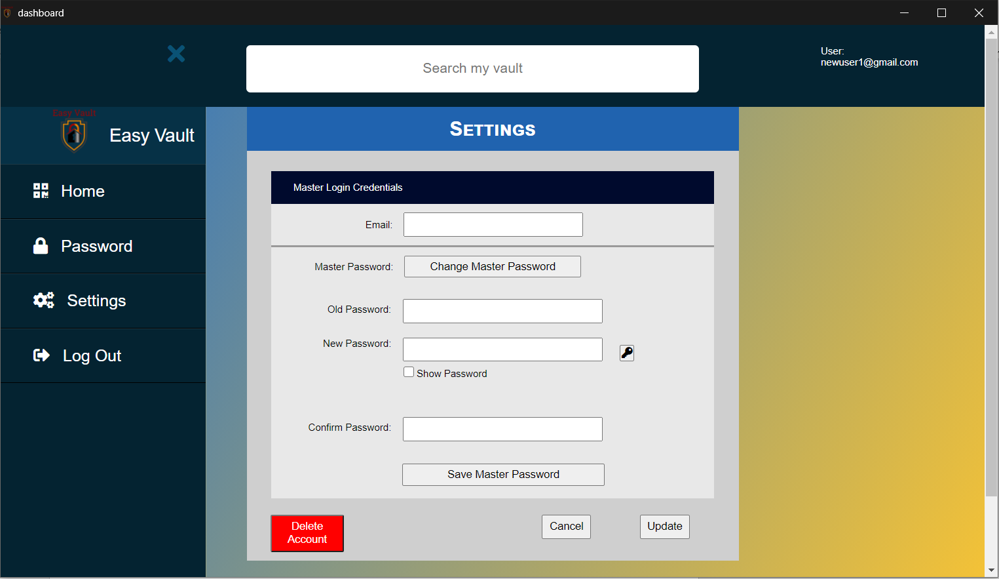 dashboard
Search my vault
User:
newuser1@gmail.com
Easy Vault
Easy Vault
Home
Password
Settings
Log Out
Settings
Master Login Credentials
Email:
Master Password: Change Master Password
Old Password:
New Password:
Show Password
Confirm Password:
Save Master Password
Delete
Account
Cancel Update